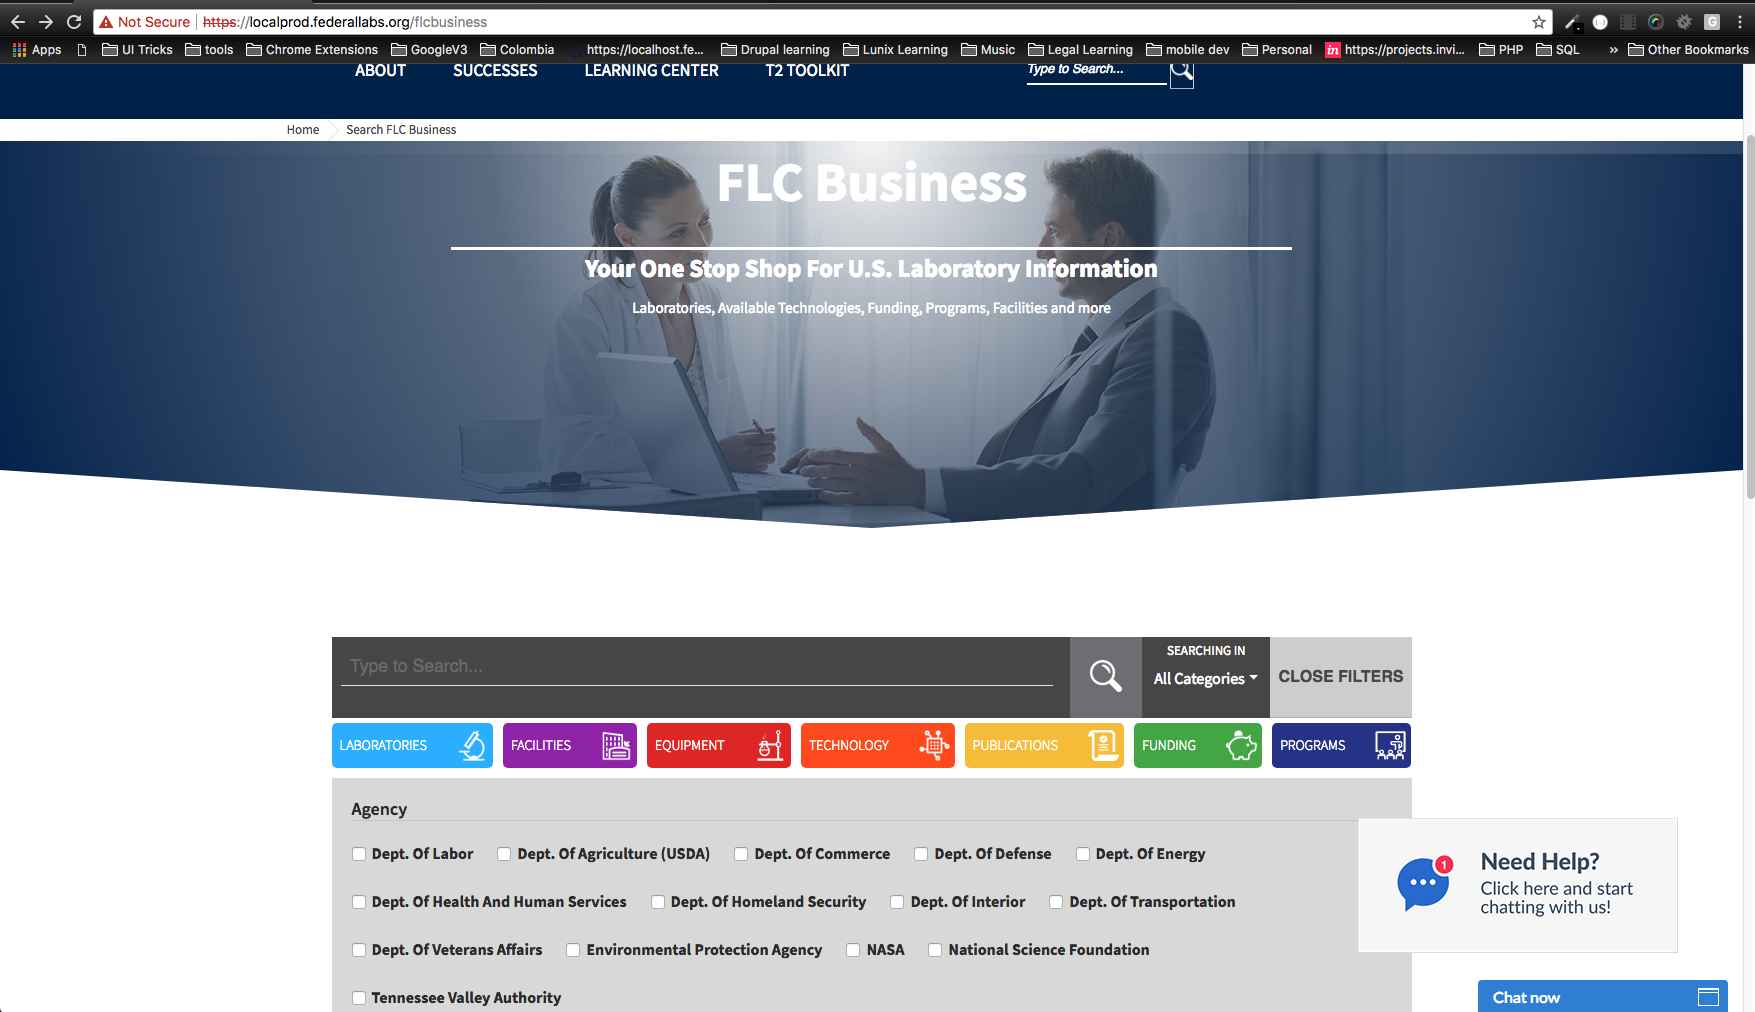 Not Secure https://localprod.federallabs.org/flcbusiness
Apps UI Tricks tools Chrome Extensions GoogleV3 Colombia https://localhost.fe... Drupal learning Lunix Learning Music Legal Learning mobile dev Personal in https://projects.invi... PHP SQL » Other Bookmarks
ABOUT SUCCESSES LEARNING CENTER T2 TOOLKIT Type to Search...
Home Search FLC Business
FLC Business
Your One Stop Shop For U.S. Laboratory Information
Laboratories, Available Technologies, Funding, Programs, Facilities and more
Type to Search... SEARCHING IN All Categories CLOSE FILTERS
LABORATORIES FACILITIES EQUIPMENT TECHNOLOGY PUBLICATIONS FUNDING PROGRAMS
Agency
Dept. Of Labor Dept. Of Agriculture (USDA) Dept. Of Commerce Dept. Of Defense Dept. Of Energy
Dept. Of Health And Human Services Dept. Of Homeland Security Dept. Of Interior Dept. Of Transportation
Dept. Of Veterans Affairs Environmental Protection Agency NASA National Science Foundation
Tennessee Valley Authority
1
Need Help?
Click here and start
chatting with us!
Chat now